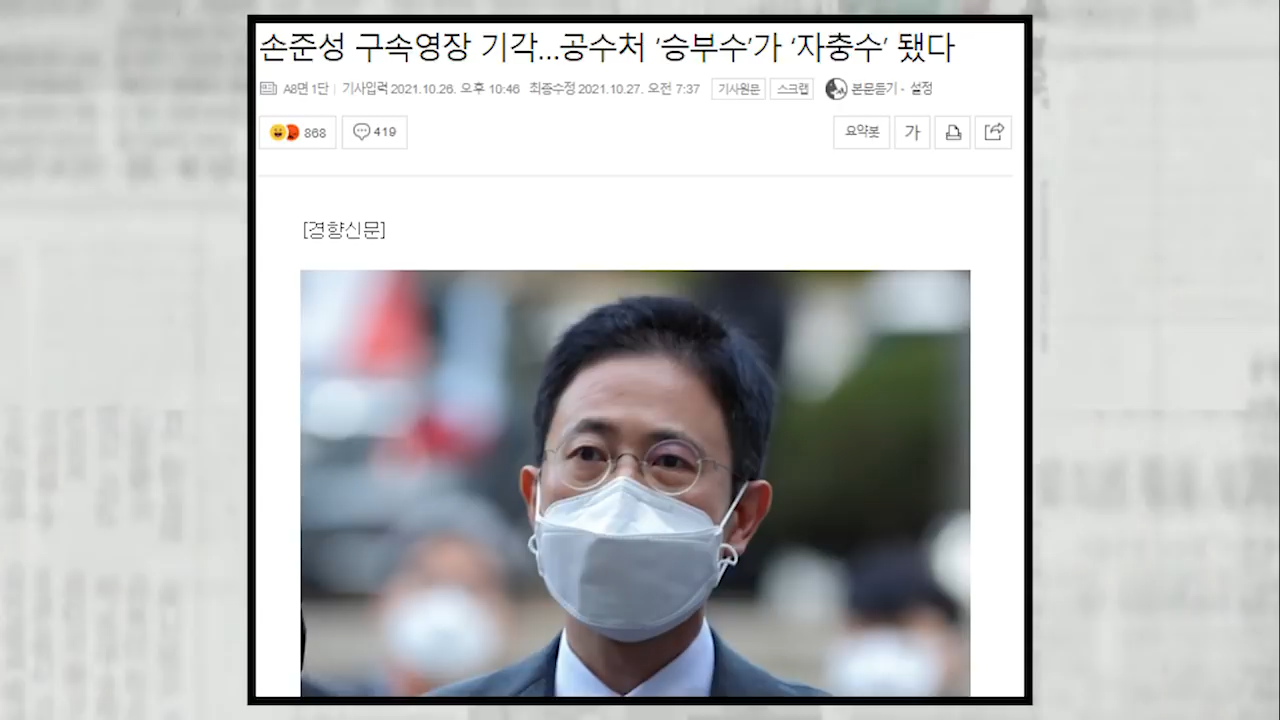 손준성 구속영장 기각...공수처 ‘승부수’가 ‘자충수’ 됐다
A8면 1단 기사입력 2021.10.26. 오후 10:46 최종수정 2021.10.27. 오전 7:37 기사원문 스크랩 본문듣기 · 설정
868 419 요약봇 가
[경향신문]